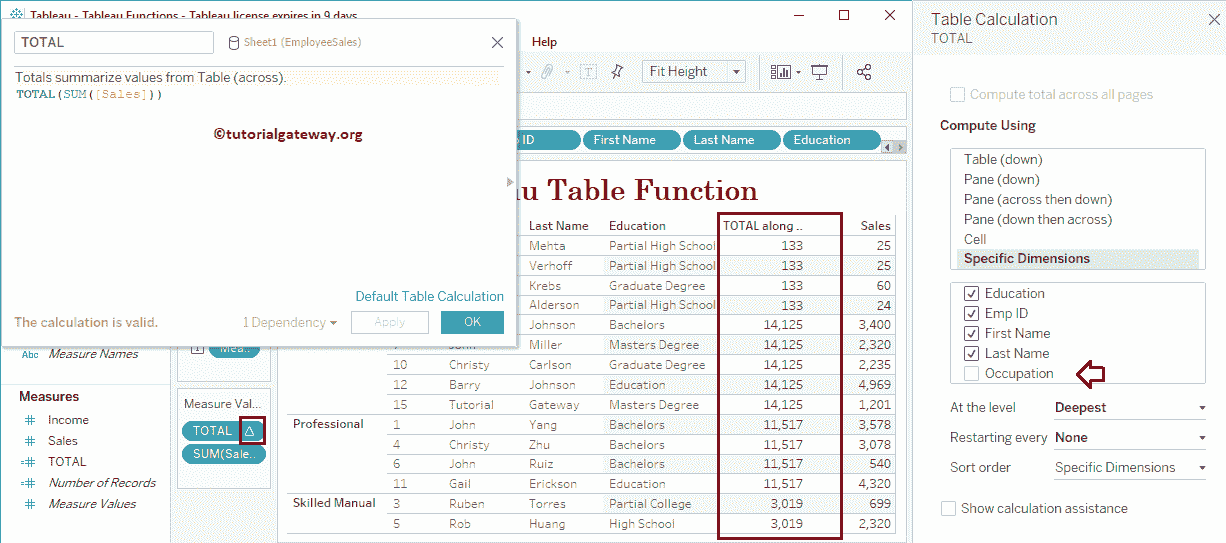 Tableau - Tableau Functions - Tableau license expires in 9 days
TOTAL
Sheet1 (EmployeeSales)
Totals summarize values from Table (across).
TOTAL(SUM([Sales]))
©tutorialgateway.org
Default Table Calculation
The calculation is valid.
1 Dependency
Apply
OK
Help
Fit Height
ID
First Name
Last Name
Education
Table Function
Last Name Education TOTAL along .. Sales
Mehta Partial High School 133 25
Verhoff Partial High School 133 25
Krebs Graduate Degree 133 60
Alderson Partial High School 133 24
Johnson Bachelors 14,125 3,400
Miller Masters Degree 14,125 2,320
10 Christy Carlson Graduate Degree 14,125 2,235
12 Barry Johnson Education 14,125 4,969
15 Tutorial Gateway Masters Degree 14,125 1,201
Professional 1 John Yang Bachelors 11,517 3,578
4 Christy Zhu Bachelors 11,517 3,078
6 John Ruiz Bachelors 11,517 540
11 Gail Erickson Education 11,517 4,320
Skilled Manual 3 Ruben Torres Partial College 3,019 699
5 Rob Huang High School 3,019 2,320
Abc Measure Names
Measures
Income
Sales
TOTAL
Number of Records
Measure Values
Measure Val...
TOTAL
SUM(Sale..
Table Calculation
TOTAL
Compute total across all pages
Compute Using
Table (down)
Pane (down)
Pane (across then down)
Pane (down then across)
Cell
Specific Dimensions
Education
Emp ID
First Name
Last Name
Occupation
At the level Deepest
Restarting every None
Sort order Specific Dimensions
Show calculation assistance